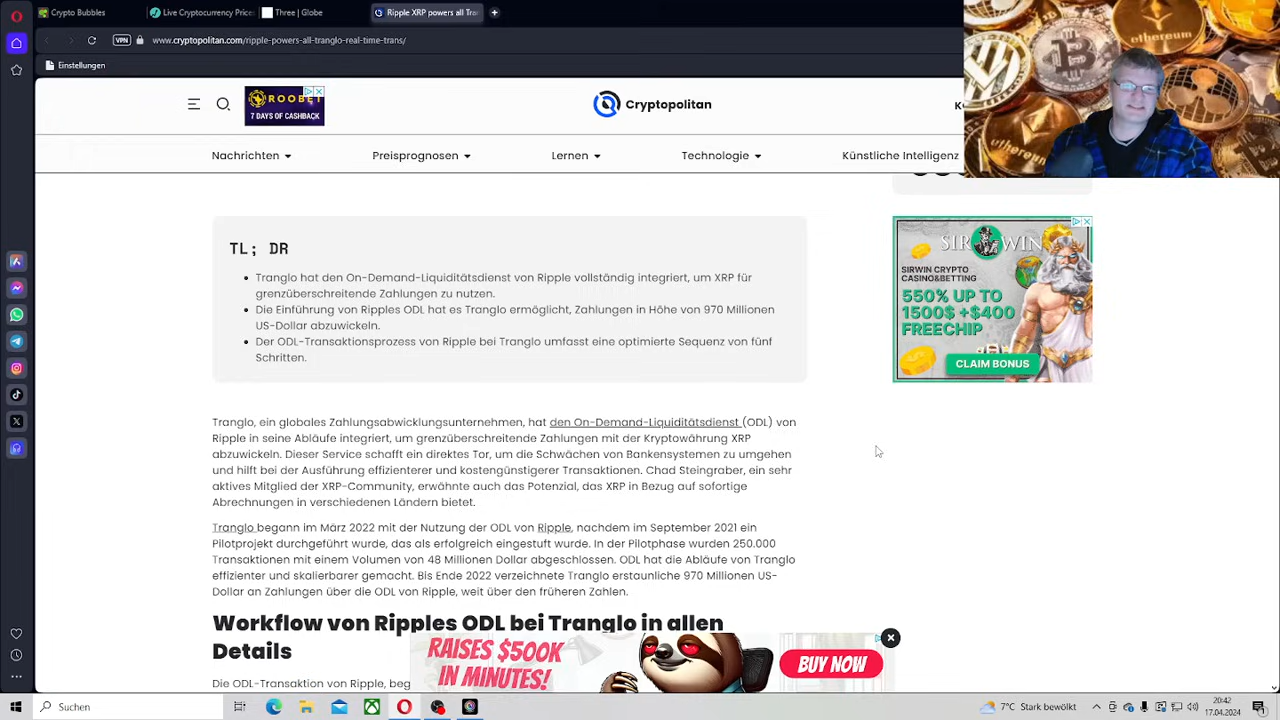 Crypto Bubbles
Live Cryptocurrency Price
Three | Globe
Ripple XRP powers all Tra
VPN
www.cryptopolitan.com/ripple-powers-all-tranglo-real-time-trans/
Einstellungen
ROOBET
7 DAYS OF CASHBACK
Cryptopolitan
Nachrichten
Preisprognosen
Lernen
Technologie
Künstliche Intelligenz
TL; DR
Tranglo hat den On-Demand-Liquiditätsdienst von Ripple vollständig integriert, um XRP für
grenzüberschreitende Zahlungen zu nutzen.
Die Einführung von Ripples ODL hat es Tranglo ermöglicht, Zahlungen in Höhe von 970 Millionen
US-Dollar abzuwickeln.
Der ODL-Transaktionsprozess von Ripple bei Tranglo umfasst eine optimierte Sequenz von fünf
Schritten.
SIRWIN
SIRWIN CRYPTO
CASINO&BETTING
550% UP TO
1500$ +$400
FREECHIP
CLAIM BONUS
Tranglo, ein globales Zahlungsabwicklungsunternehmen, hat den On-Demand-Liquiditätsdienst (ODL) von
Ripple in seine Abläufe integriert, um grenzüberschreitende Zahlungen mit der Kryptowährung XRP
abzuwickeln. Dieser Service schafft ein direktes Tor, um die Schwächen von Bankensystemen zu umgehen
und hilft bei der Ausführung effizienterer und kostengünstigerer Transaktionen. Chad Steingraber, ein sehr
aktives Mitglied der XRP-Community, erwähnte auch das Potenzial, das XRP in Bezug auf sofortige
Abrechnungen in verschiedenen Ländern bietet.
Tranglo begann im März 2022 mit der Nutzung der ODL von Ripple, nachdem im September 2021 ein
Pilotprojekt durchgeführt wurde, das als erfolgreich eingestuft wurde. In der Pilotphase wurden 250.000
Transaktionen mit einem Volumen von 48 Millionen Dollar abgeschlossen. ODL hat die Abläufe von Tranglo
effizienter und skalierbarer gemacht. Bis Ende 2022 verzeichnete Tranglo erstaunliche 970 Millionen US-
Dollar an Zahlungen über die ODL von Ripple, weit über den früheren Zahlen.
Workflow von Ripples ODL bei Tranglo in allen
Details
Die ODL-Transaktion von Ripple, beg
RAISES $500K
IN MINUTES!
BUY NOW
Suchen
7°C Stark bewölkt
20:42
17.04.2024
ethereum
ethereum